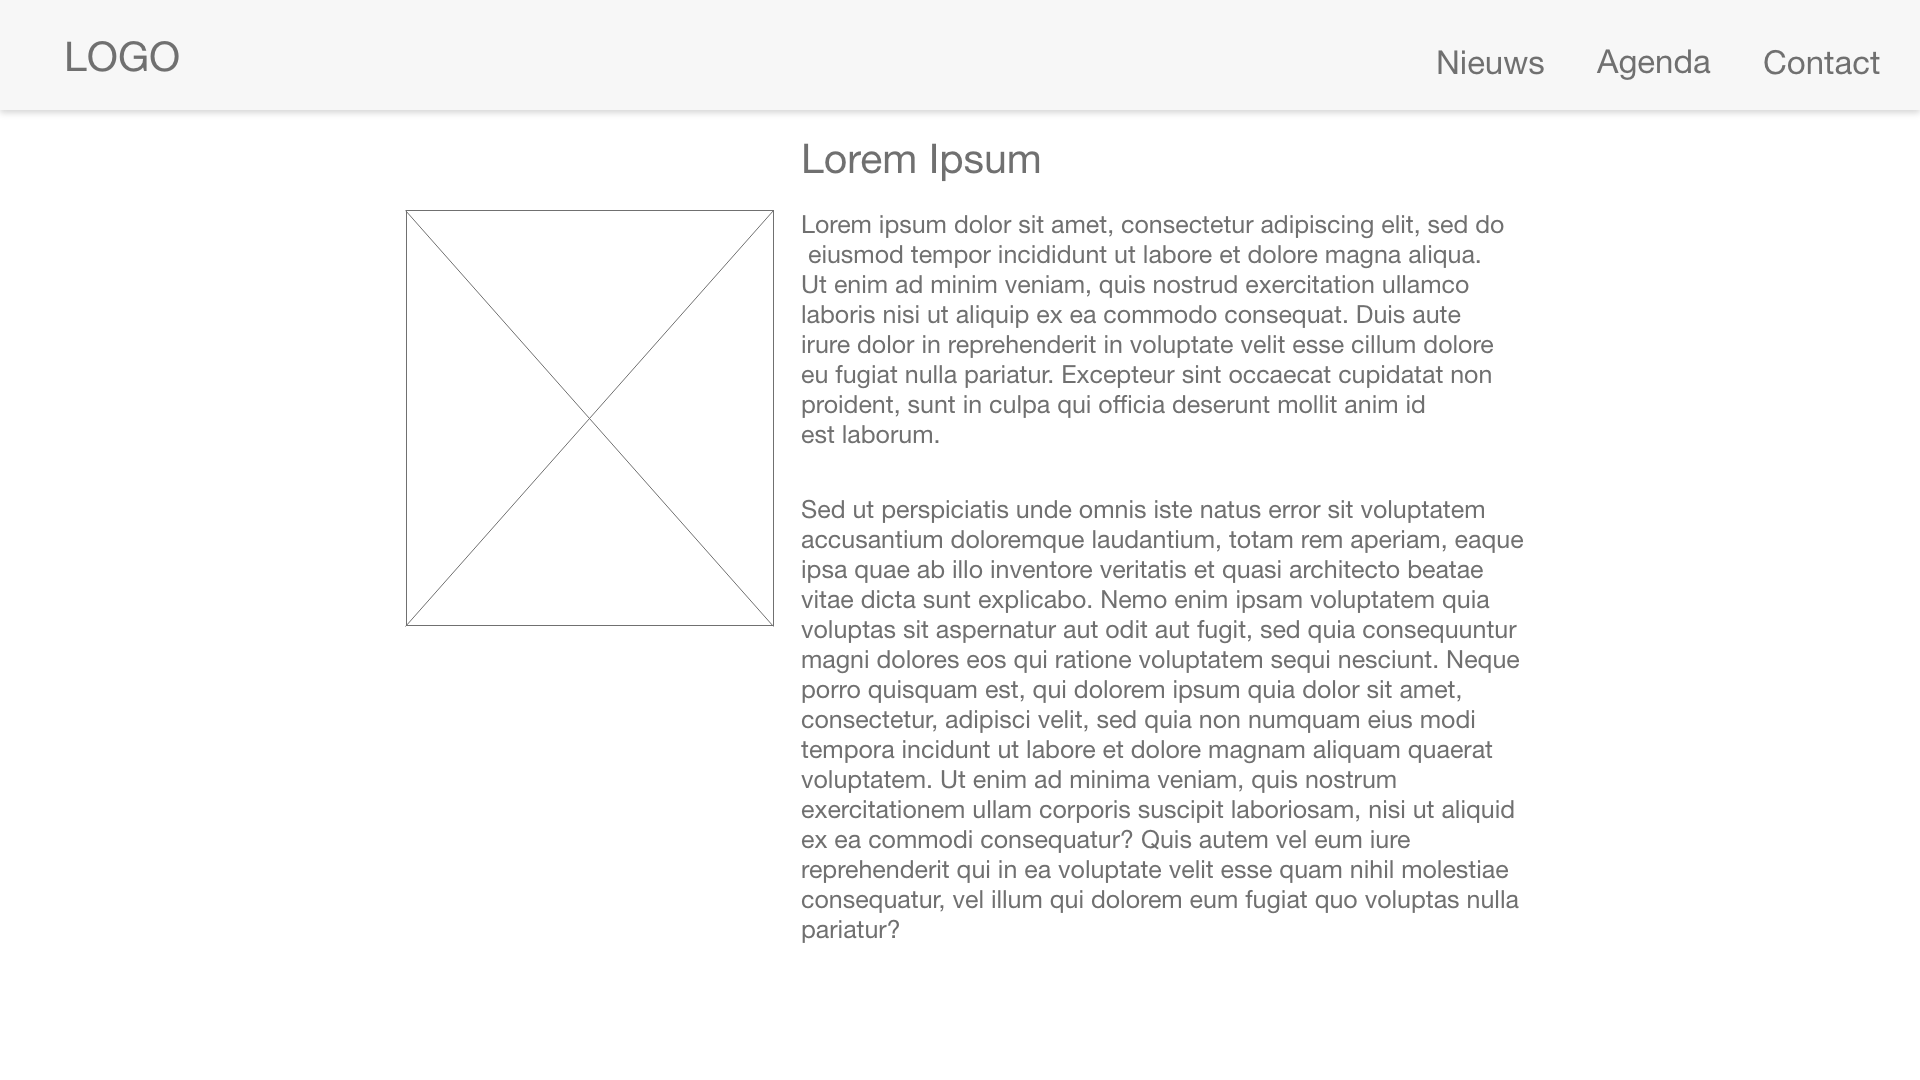 LOGO
Nieuws
Agenda
Contact
Lorem Ipsum
Lorem ipsum dolor sit amet, consectetur adipiscing elit, sed do
eiusmod tempor incididunt ut labore et dolore magna aliqua.
Ut enim ad minim veniam, quis nostrud exercitation ullamco
laboris nisi ut aliquip ex ea commodo consequat. Duis aute
irure dolor in reprehenderit in voluptate velit esse cillum dolore
eu fugiat nulla pariatur. Excepteur sint occaecat cupidatat non
proident, sunt in culpa qui officia deserunt mollit anim id
est laborum.
Sed ut perspiciatis unde omnis iste natus error sit voluptatem
accusantium doloremque laudantium, totam rem aperiam, eaque
ipsa quae ab illo inventore veritatis et quasi architecto beatae
vitae dicta sunt explicabo. Nemo enim ipsam voluptatem quia
voluptas sit aspernatur aut odit aut fugit, sed quia consequuntur
magni dolores eos qui ratione voluptatem sequi nesciunt. Neque
porro quisquam est, qui dolorem ipsum quia dolor sit amet,
consectetur, adipisci velit, sed quia non numquam eius modi
tempora incidunt ut labore et dolore magnam aliquam quaerat
voluptatem. Ut enim ad minima veniam, quis nostrum
exercitationem ullam corporis suscipit laboriosam, nisi ut aliquid
ex ea commodi consequatur? Quis autem vel eum iure
reprehenderit qui in ea voluptate velit esse quam nihil molestiae
consequatur, vel illum qui dolorem eum fugiat quo voluptas nulla
pariatur?